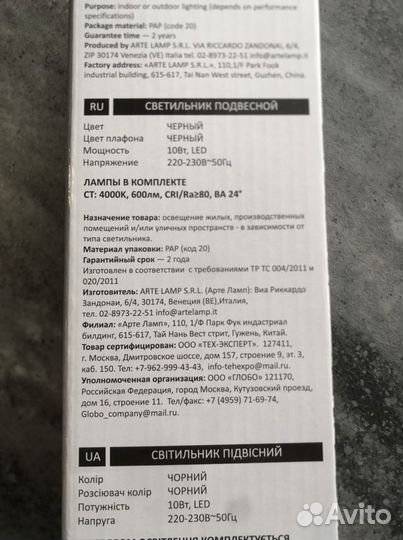 Purpose: indoor or outdoor lighting (depends on performance
specifications)
Package material: PAP (code 20)
Guarantee time — 2 years
Produced by ARTE LAMP S.R.L. VIA RICCARDO ZANDONAI, 6/4,
ZIP 30174 Venezia (VE) Italia tel. 02-8973-22-51 info@artelamp.it
Factory address: «ARTE LAMP S.R.L.», 110,1/F Park Fook
industrial building, 615-617, Tai Nan West street, Guzhen, China.
RU СВЕТИЛЬНИК ПОДВЕСНОЙ
Цвет ЧЕРНЫЙ
Цвет плафона ЧЕРНЫЙ
Мощность 10Вт, LED
Напряжение 220-230В~50Гц
ЛАМПЫ В КОМПЛЕКТЕ
CT: 4000K, 600лм, CRI/Ra≥80, BA 24°
Назначение товара: освещение жилых, производственных
помещений и/или уличных пространств - в зависимости от
типа светильника.
Материал упаковки: PAP (код 20)
Гарантийный срок — 2 года
Изготовлен в соответствии с требованиями ТР ТС 004/2011 и
020/2011
Изготовитель: ARTE LAMP S.R.L. (Арте Ламп): Виа Риккардо
Зандонаи, 6/4, 30174, Венеция (ВЕ),Италия,
тел. 02-8973-22-51 info@artelamp.it
Филиал: «Арте Ламп», 110, 1/Ф Парк Фук индастриал
билдинг, 615-617, Тай Нань Вест стрит, Гужень, Китай.
Товар сертифицирован: ООО «ТЕХ-ЭКСПЕРТ». 127411,
г. Москва, Дмитровское шоссе, дом 157, строение 9, эт. 3,
каб. 150. Тел: +7-962-999-43-43, info-tehexpo@mail.ru.
Уполномоченная организация: ООО «ГЛОБО» 121170,
Российская Федерация, город Москва, Кутузовский проезд,
дом 16, строение 11. Тел/факс: +7 (4959) 71-69-74,
Globo_company@mail.ru
UA СВІТИЛЬНИК ПІДВІСНИЙ
Колір ЧОРНИЙ
Розсіювач колір ЧОРНИЙ
Потужність 10Вт, LED
Напруга 220-230В~50Гц
ОСВІТЛЕННЯ КОМПЛЕКТУЄТЬСЯ
Avito